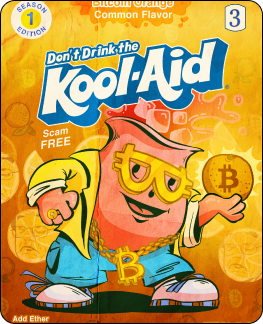 Bitcoin Orange
Common Flavor
SEASON
1
EDITION
3
Don't Drink the
Kool-Aid
Scam
FREE
Add Ether